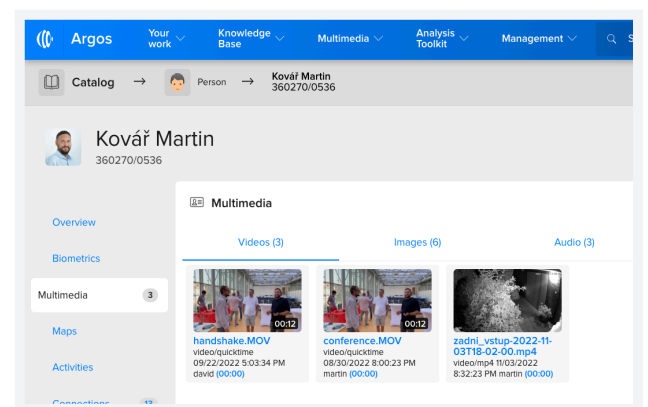 Argos
Your work
Knowledge Base
Multimedia
Analysis Toolkit
Management
S
Catalog → Person → Kovář Martin
360270/0536
Kovář Martin
360270/0536
Overview
Biometrics
Multimedia 3
Maps
Activities
Connections 13
Multimedia
Videos (3) Images (6) Audio (3)
00:12
handshake.MOV
video/quicktime
09/22/2022 5:03:34 PM
david (00:00)
00:12
conference.MOV
video/quicktime
08/30/2022 8:00:23
PM
martin (00:00)
zadni_vstup-2022-11-
03T18-02-00.mp4
video/mp4 11/03/2022
8:32:23 PM martin (00:00)